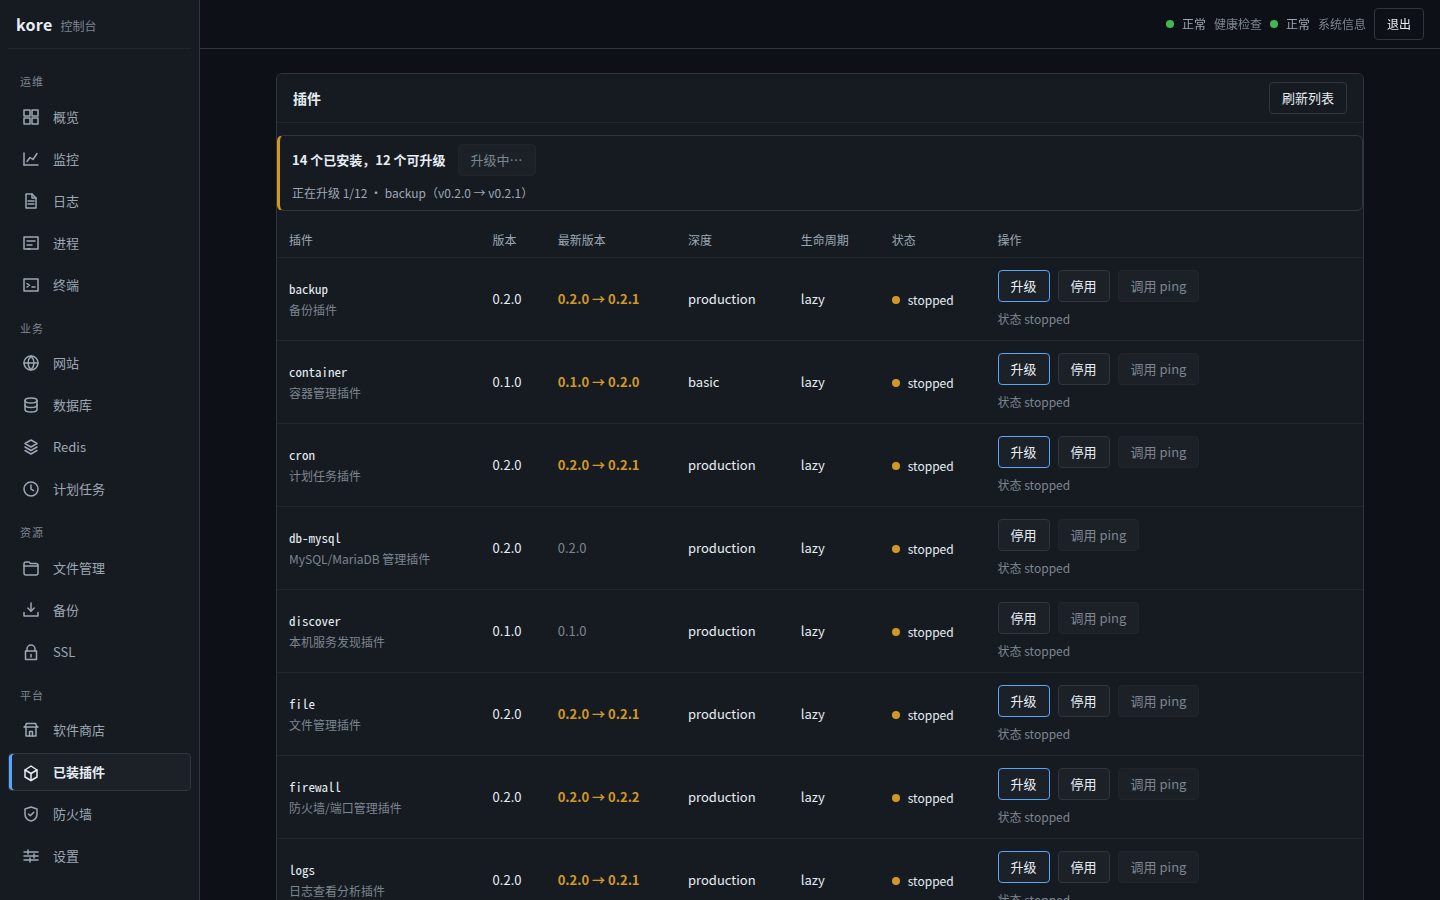 kore 控制台
正常 健康检查 正常 系统信息 退出
运维
概览
监控
日志
进程
终端
业务
网站
数据库
Redis
计划任务
资源
文件管理
备份
SSL
平台
软件商店
已装插件
防火墙
设置
插件 刷新列表
14 个已安装，12 个可升级 升级中…
正在升级 1/12 · backup（v0.2.0 → v0.2.1）
插件 版本 最新版本 深度 生命周期 状态 操作
backup
备份插件
0.2.0 0.2.0 → 0.2.1 production lazy stopped 升级 停用 调用 ping
状态 stopped
container
容器管理插件
0.1.0 0.1.0 → 0.2.0 basic lazy stopped 升级 停用 调用 ping
状态 stopped
cron
计划任务插件
0.2.0 0.2.0 → 0.2.1 production lazy stopped 升级 停用 调用 ping
状态 stopped
db-mysql
MySQL/MariaDB 管理插件
0.2.0 0.2.0 production lazy stopped 停用 调用 ping
状态 stopped
discover
本机服务发现插件
0.1.0 0.1.0 production lazy stopped 停用 调用 ping
状态 stopped
file
文件管理插件
0.2.0 0.2.0 → 0.2.1 production lazy stopped 升级 停用 调用 ping
状态 stopped
firewall
防火墙/端口管理插件
0.2.0 0.2.0 → 0.2.2 production lazy stopped 升级 停用 调用 ping
状态 stopped
logs
日志查看分析插件
0.2.0 0.2.0 → 0.2.1 production lazy stopped 升级 停用 调用 ping
状态 stopped